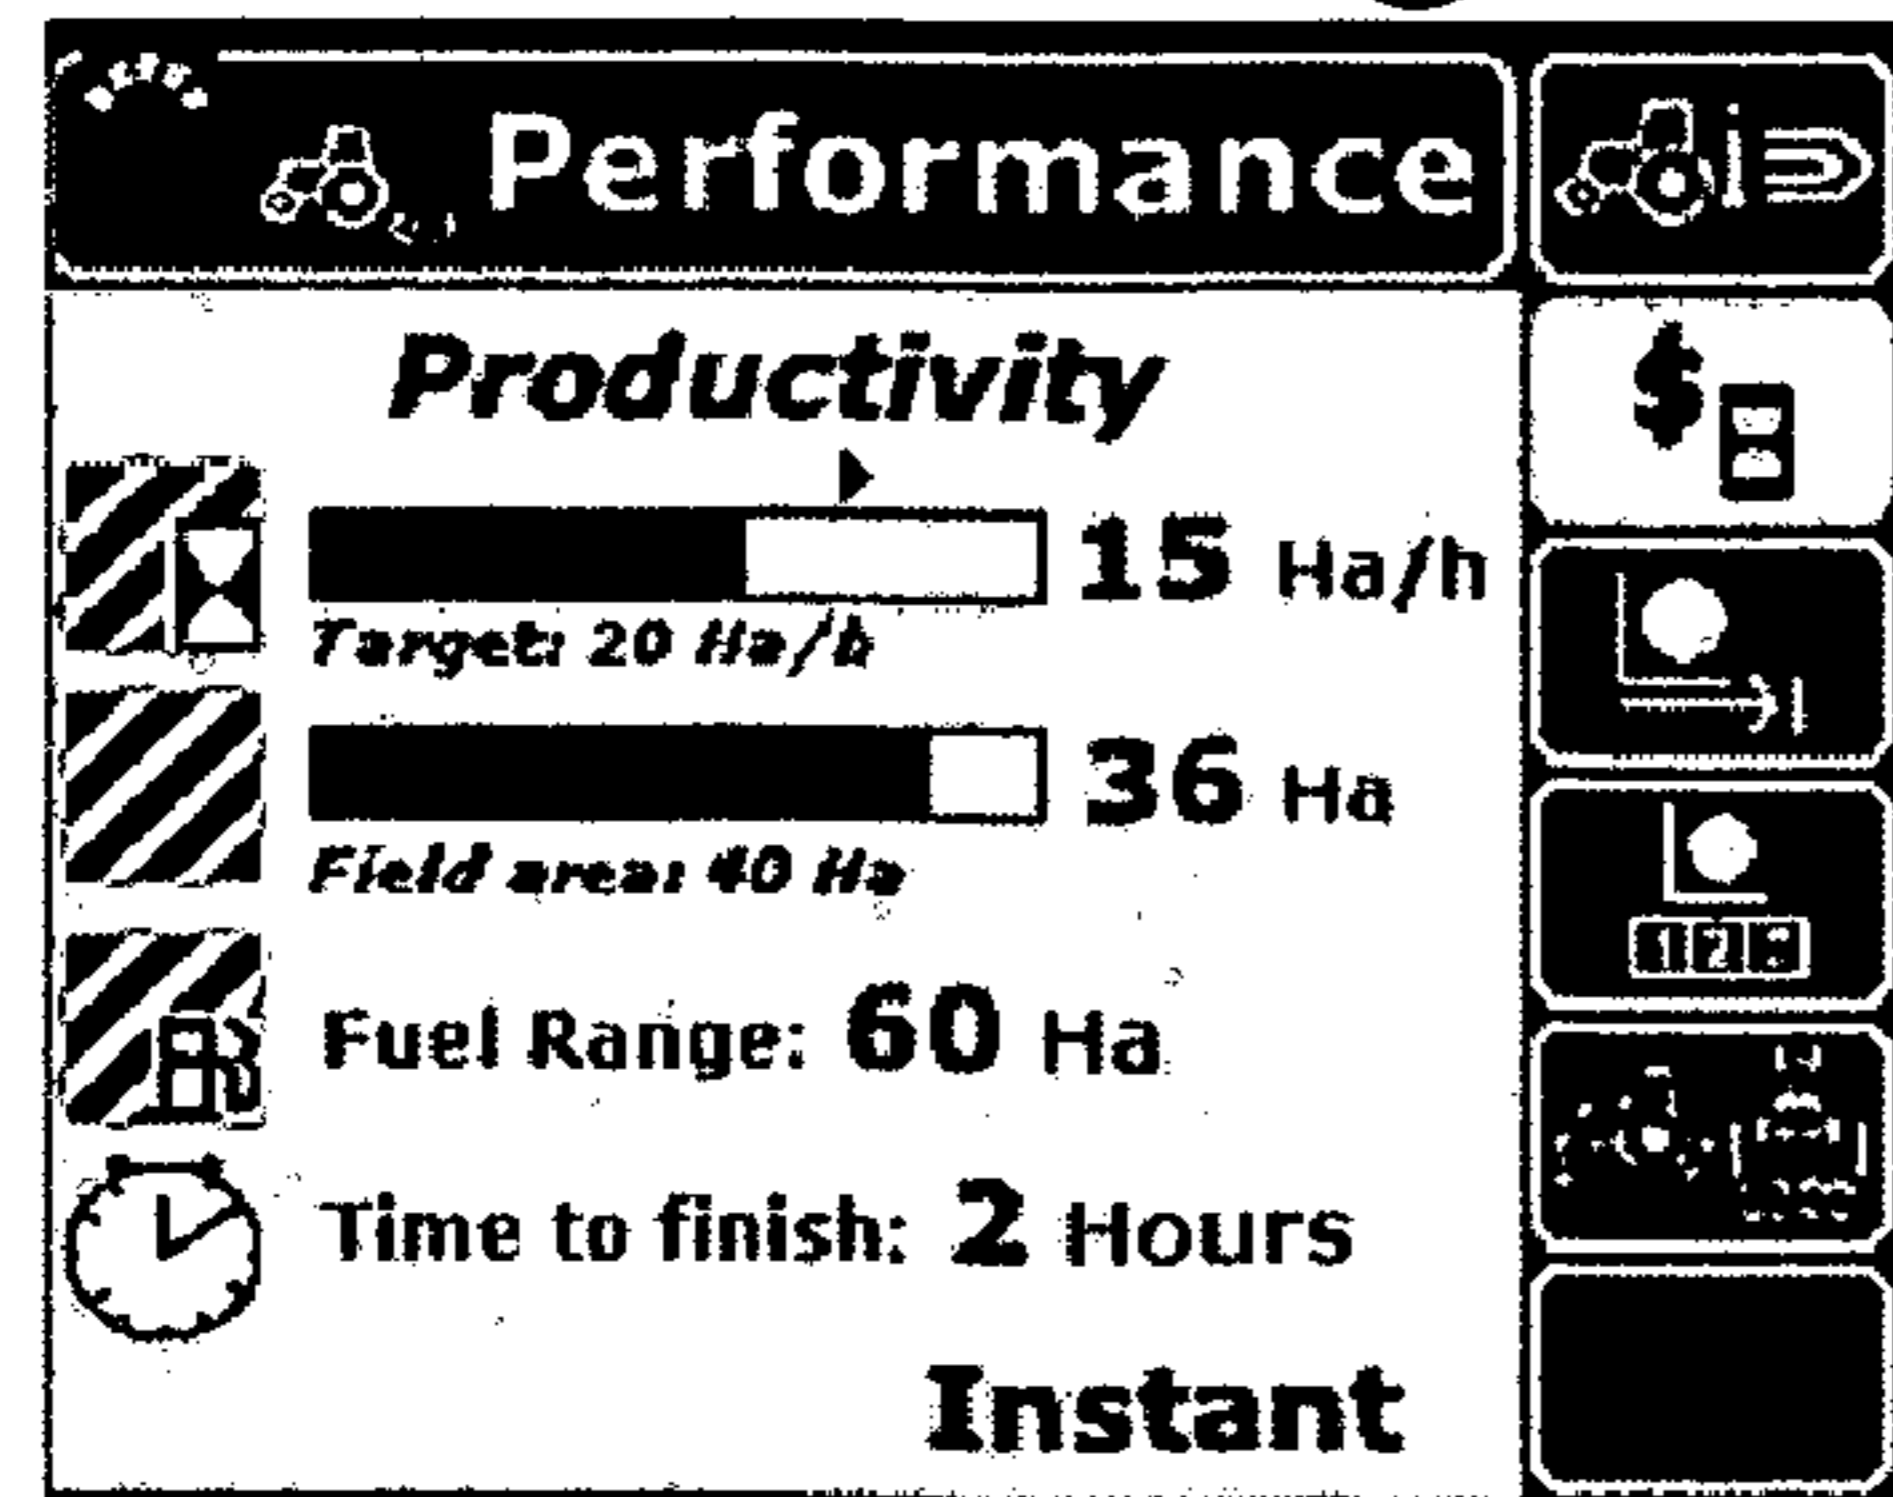 Performance
Productivity
15 Ha/h
Target: 20 Ha/h
36 Ha
Field area: 40 Ha
Fuel Range: 60 Ha
Time to finish: 2 Hours
Instant
$